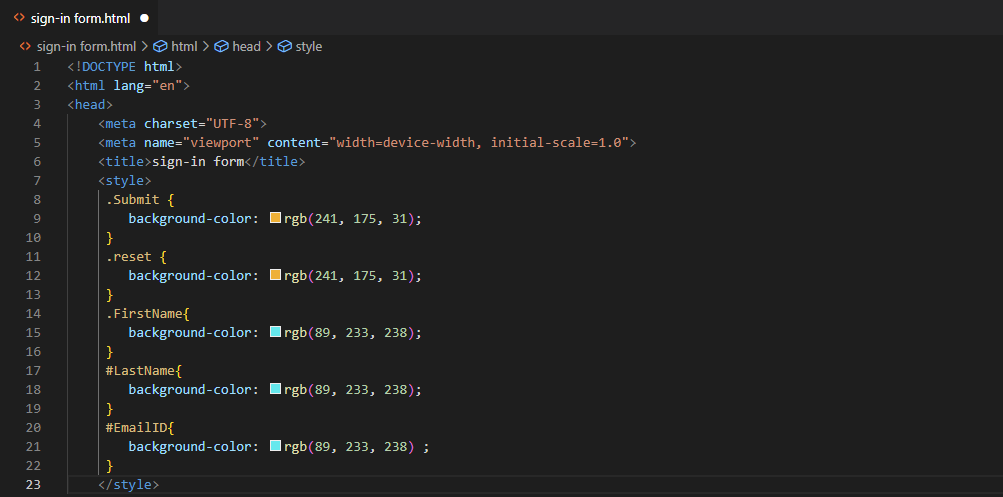 sign-in form.html
sign-in form.html > html > head > style
1 <!DOCTYPE html>
2 <html lang="en">
3 <head>
4 <meta charset="UTF-8">
5 <meta name="viewport" content="width=device-width, initial-scale=1.0">
6 <title>sign-in form</title>
7 <style>
8 .Submit {
9 background-color: rgb(241, 175, 31);
10 }
11 .reset {
12 background-color: rgb(241, 175, 31);
13 }
14 .FirstName{
15 background-color: rgb(89, 233, 238);
16 }
17 #LastName{
18 background-color: rgb(89, 233, 238);
19 }
20 #EmailID{
21 background-color: rgb(89, 233, 238) ;
22 }
23 </style>